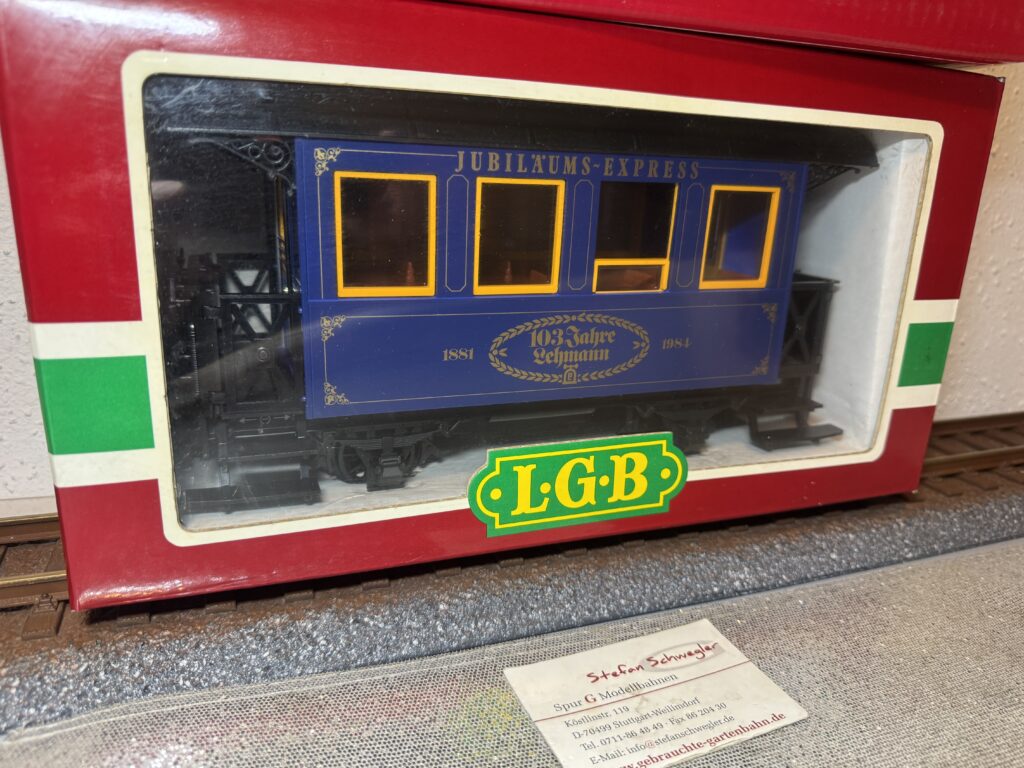 JUBILÄUMS-EXPRESS
1881
103 Jahre
Lehmann
1984
L·G·B
Stefan Schwegler
Spur G Modellbahnen
Köstlinstr. 119
D-70499 Stuttgart-Weilimdorf
Tel. 0711-86 48 49 · Fax 86 204 30
E-Mail: info@stefanschwegler.de
www.gebrauchte-gartenbahn.de